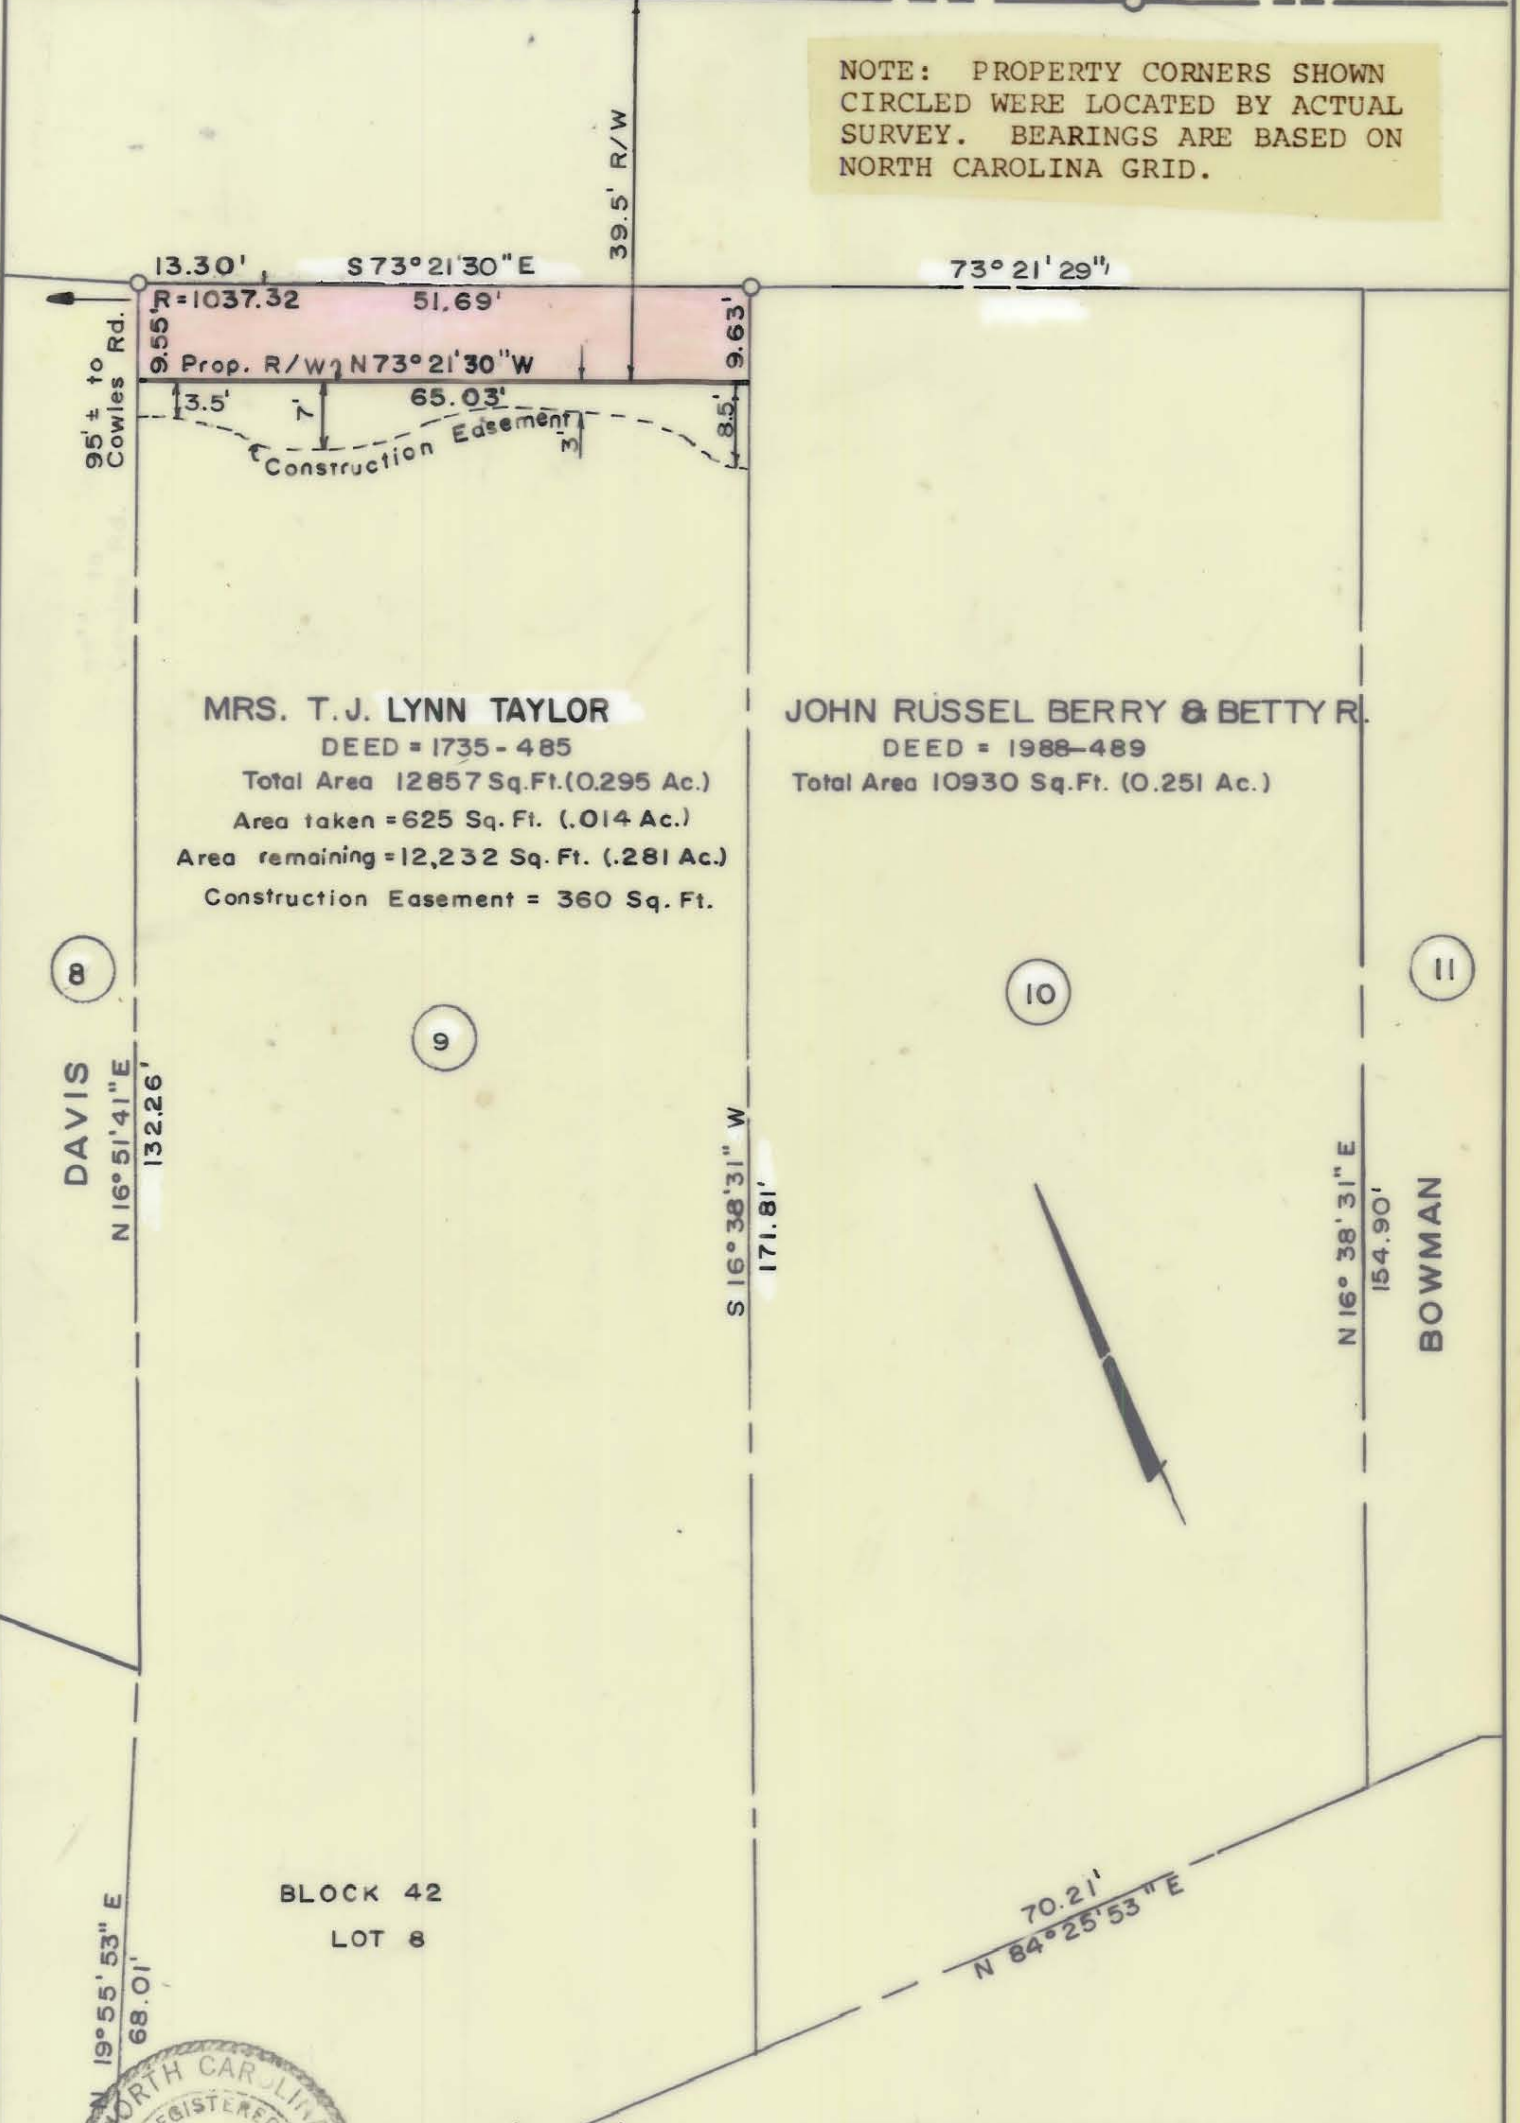 NOTE: PROPERTY CORNERS SHOWN
CIRCLED WERE LOCATED BY ACTUAL
SURVEY. BEARINGS ARE BASED ON
NORTH CAROLINA GRID.
39.5' R/W
13.30'
S 73° 21' 30" E
73° 21' 29"
R=1037.32
51.69'
9.55'
9.63'
Prop. R/W N 73° 21' 30" W
65.03'
95' ± to
Cowles Rd.
3.5'
7'
3'
8.5'
Construction Easement
MRS. T.J. LYNN TAYLOR
DEED = 1735-485
Total Area 12857 Sq.Ft.(0.295 Ac.)
Area taken = 625 Sq. Ft. (.014 Ac.)
Area remaining = 12,232 Sq. Ft. (.281 Ac.)
Construction Easement = 360 Sq. Ft.
JOHN RUSSEL BERRY & BETTY R.
DEED = 1988-489
Total Area 10930 Sq.Ft. (0.251 Ac.)
8
9
10
11
DAVIS
N 16° 51' 41" E
132.26'
S 16° 38' 31" W
171.81'
N 16° 38' 31" E
154.90'
BOWMAN
BLOCK 42
LOT 8
70.21'
N 84° 25' 53" E
N 19° 55' 53" E
68.01'
NORTH CAROLINA
REGISTERED